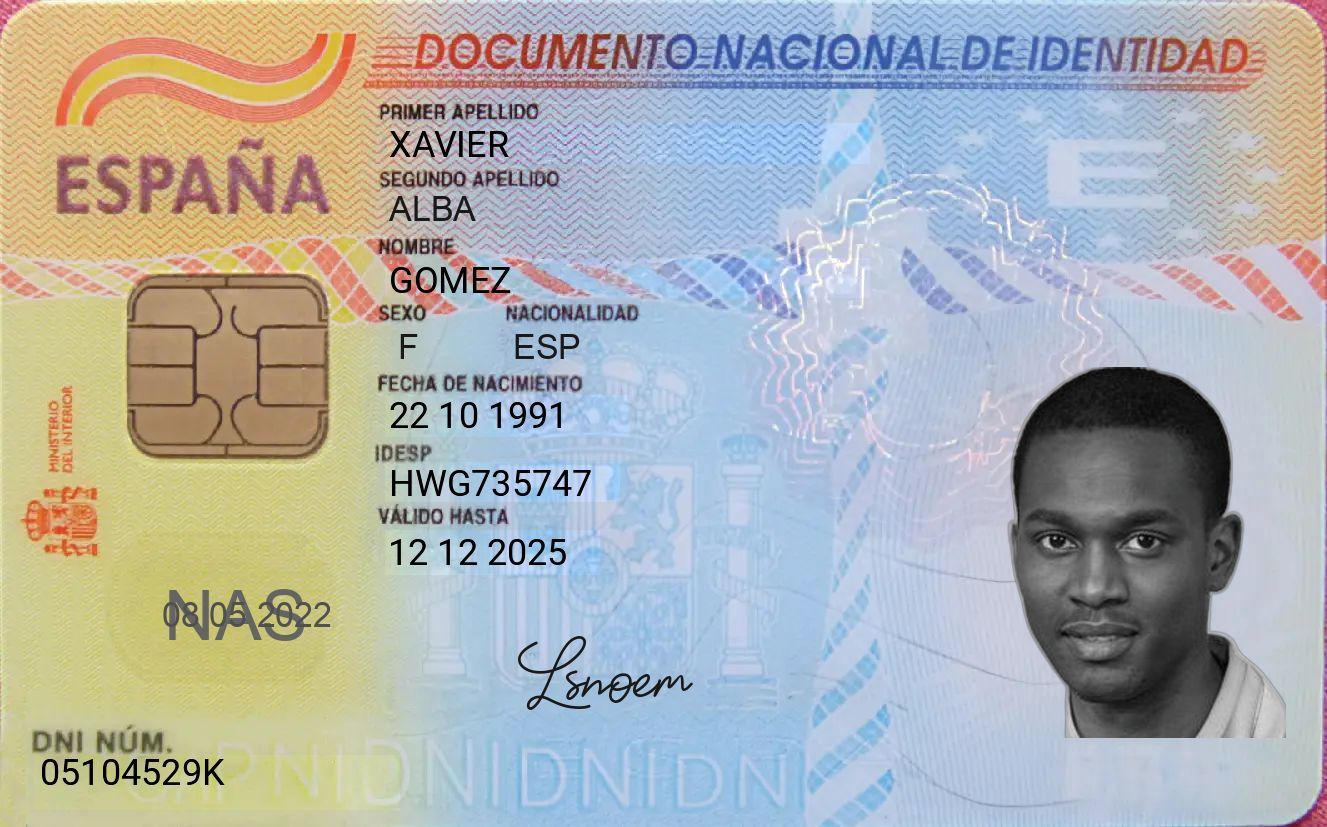 DOCUMENTO NACIONAL DE IDENTIDAD
ESPAÑA
PRIMER APELLIDO
XAVIER
SEGUNDO APELLIDO
ALBA
NOMBRE
GOMEZ
SEXO NACIONALIDAD
F ESP
FECHA DE NACIMIENTO
22 10 1991
IDESP
HWG735747
VÁLIDO HASTA
12 12 2025
MINISTERIO
DEL INTERIOR
E
NAS
08 05 2022
Lsnoem
DNI NÚM.
05104529K
DNIDNIDNIDN